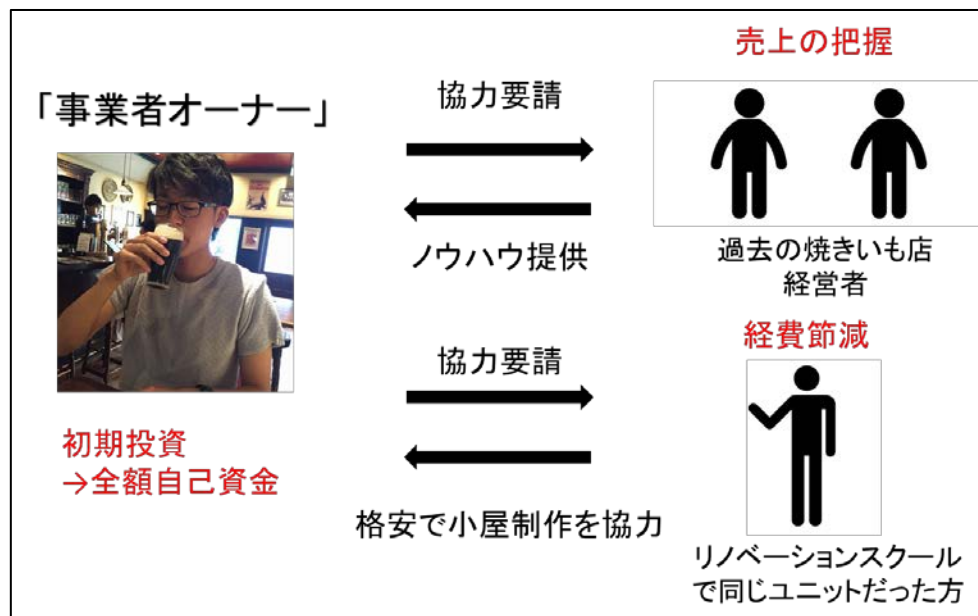 「事業者オーナー」
初期投資
→全額自己資金
協力要請
ノウハウ提供
売上の把握
過去の焼きいも店
経営者
協力要請
格安で小屋制作を協力
経費節減
リノベーションスクール
で同じユニットだった方